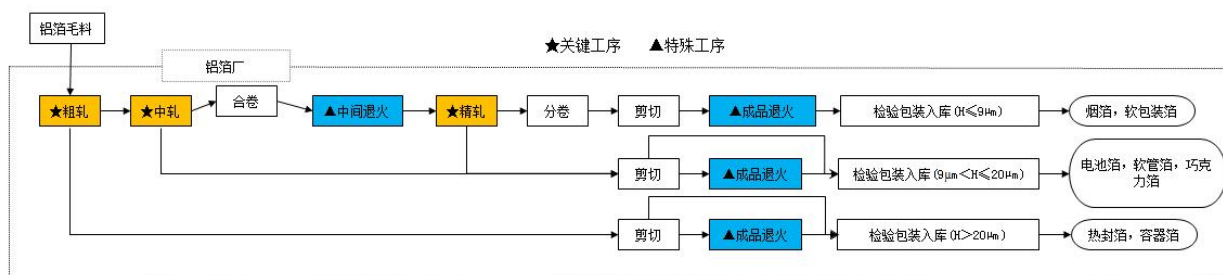 铝箔毛料
★关键工序 ▲特殊工序
铝箔厂
★粗轧
★中轧
合卷
▲中间退火
★精轧
分卷
剪切
▲成品退火
检验包装入库(H≤9μm)
烟箔，软包装箔
剪切
▲成品退火
检验包装入库(9μm<H≤20μm)
电池箔，软管箔，巧克
力箔
剪切
▲成品退火
检验包装入库(H>20μm)
热封箔，容器箔